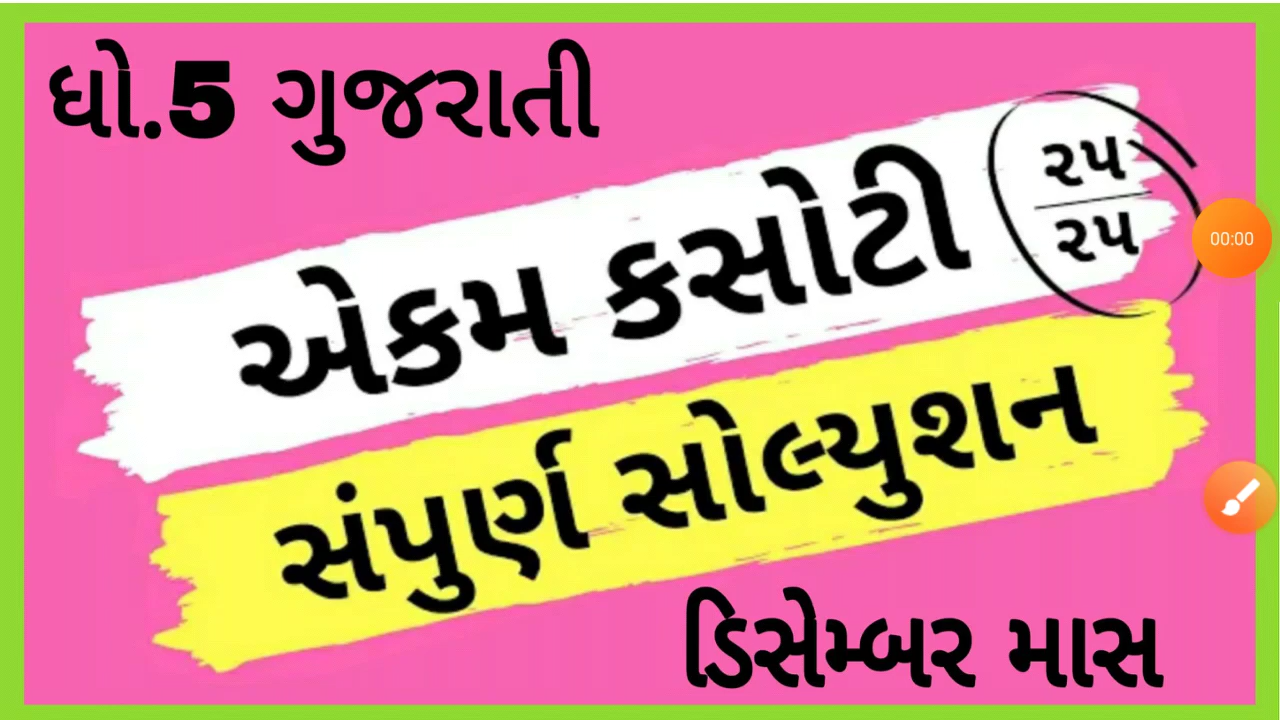 ધો.5 ગુજરાતી
એકમ કસોટી
૨૫
૨૫
00:00
સંપુર્ણ સોલ્યુશન
ડિસેમ્બર માસ